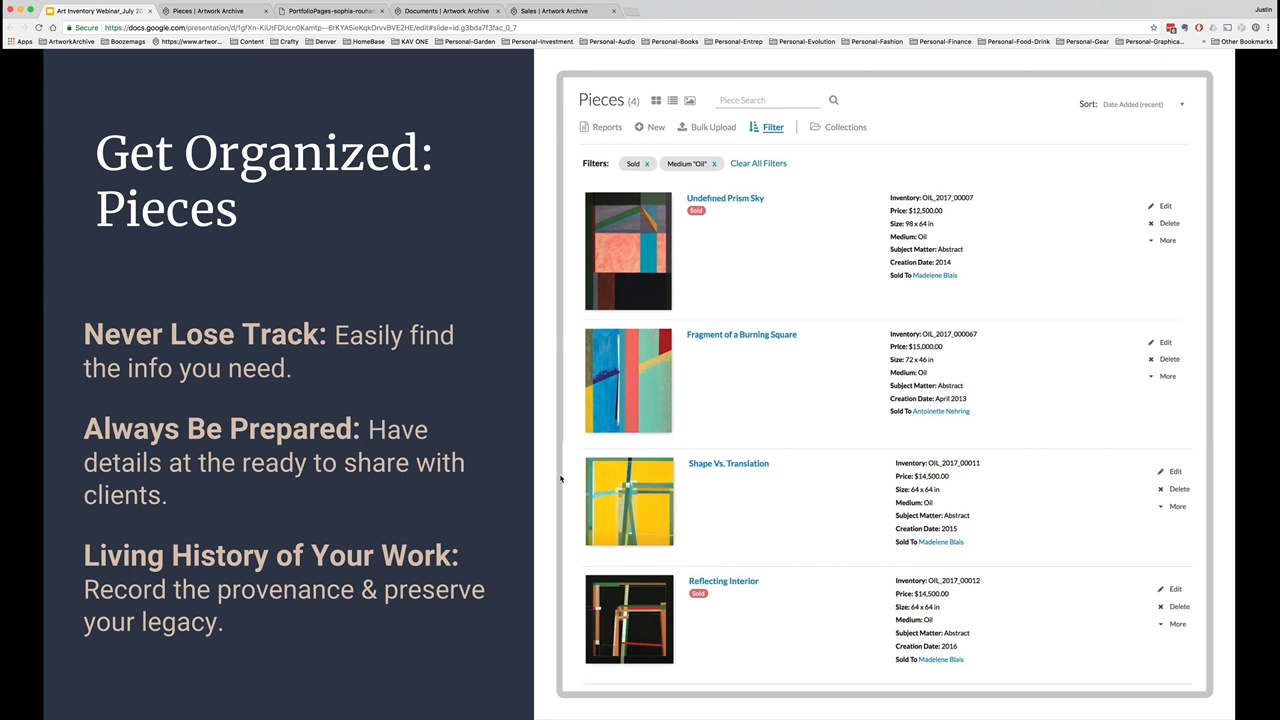 Justin
Art Inventory Webinar_July 20
Pieces | Artwork Archive
PortfolioPages-sophia-rouhan
Documents | Artwork Archive
Sales | Artwork Archive
Secure
Apps
ArtworkArchive
Boozemags
https://www.artwor...
Content
Crafty
Denver
HomeBase
KAV ONE
Personal-Garden
Personal-Investment
Personal-Audio
Personal-Books
Personal-Entrep
Personal-Evolution
Personal-Fashion
Personal-Finance
Personal-Food-Drink
Personal-Gear
Personal-Graphica...
Other Bookmarks
Get Organized:
Pieces
Never Lose Track: Easily find
the info you need.
Always Be Prepared: Have
details at the ready to share with
clients.
Living History of Your Work:
Record the provenance & preserve
your legacy.
Pieces (4)
Piece Search
Sort: Date Added (recent)
Reports
New
Bulk Upload
Filter
Collections
Filters: Sold x Medium "Oil" x Clear All Filters
Undefined Prism Sky
Sold
Inventory: OIL_2017_00007
Price: $12,500.00
Size: 98 x 64 in
Medium: Oil
Subject Matter: Abstract
Creation Date: 2014
Sold To Madelene Blais
Edit
Delete
More
Fragment of a Burning Square
Inventory: OIL_2017_000067
Price: $15,000.00
Size: 72 x 46 in
Medium: Oil
Subject Matter: Abstract
Creation Date: April 2013
Sold To Antoinette Nehring
Edit
Delete
More
Shape Vs. Translation
Inventory: OIL_2017_00011
Price: $14,500.00
Size: 64 x 64 in
Medium: Oil
Subject Matter: Abstract
Creation Date: 2015
Sold To Madelene Blais
Edit
Delete
More
Reflecting Interior
Sold
Inventory: OIL_2017_00012
Price: $14,500.00
Size: 64 x 64 in
Medium: Oil
Subject Matter: Abstract
Creation Date: 2016
Sold To Madelene Blais
Edit
Delete
More